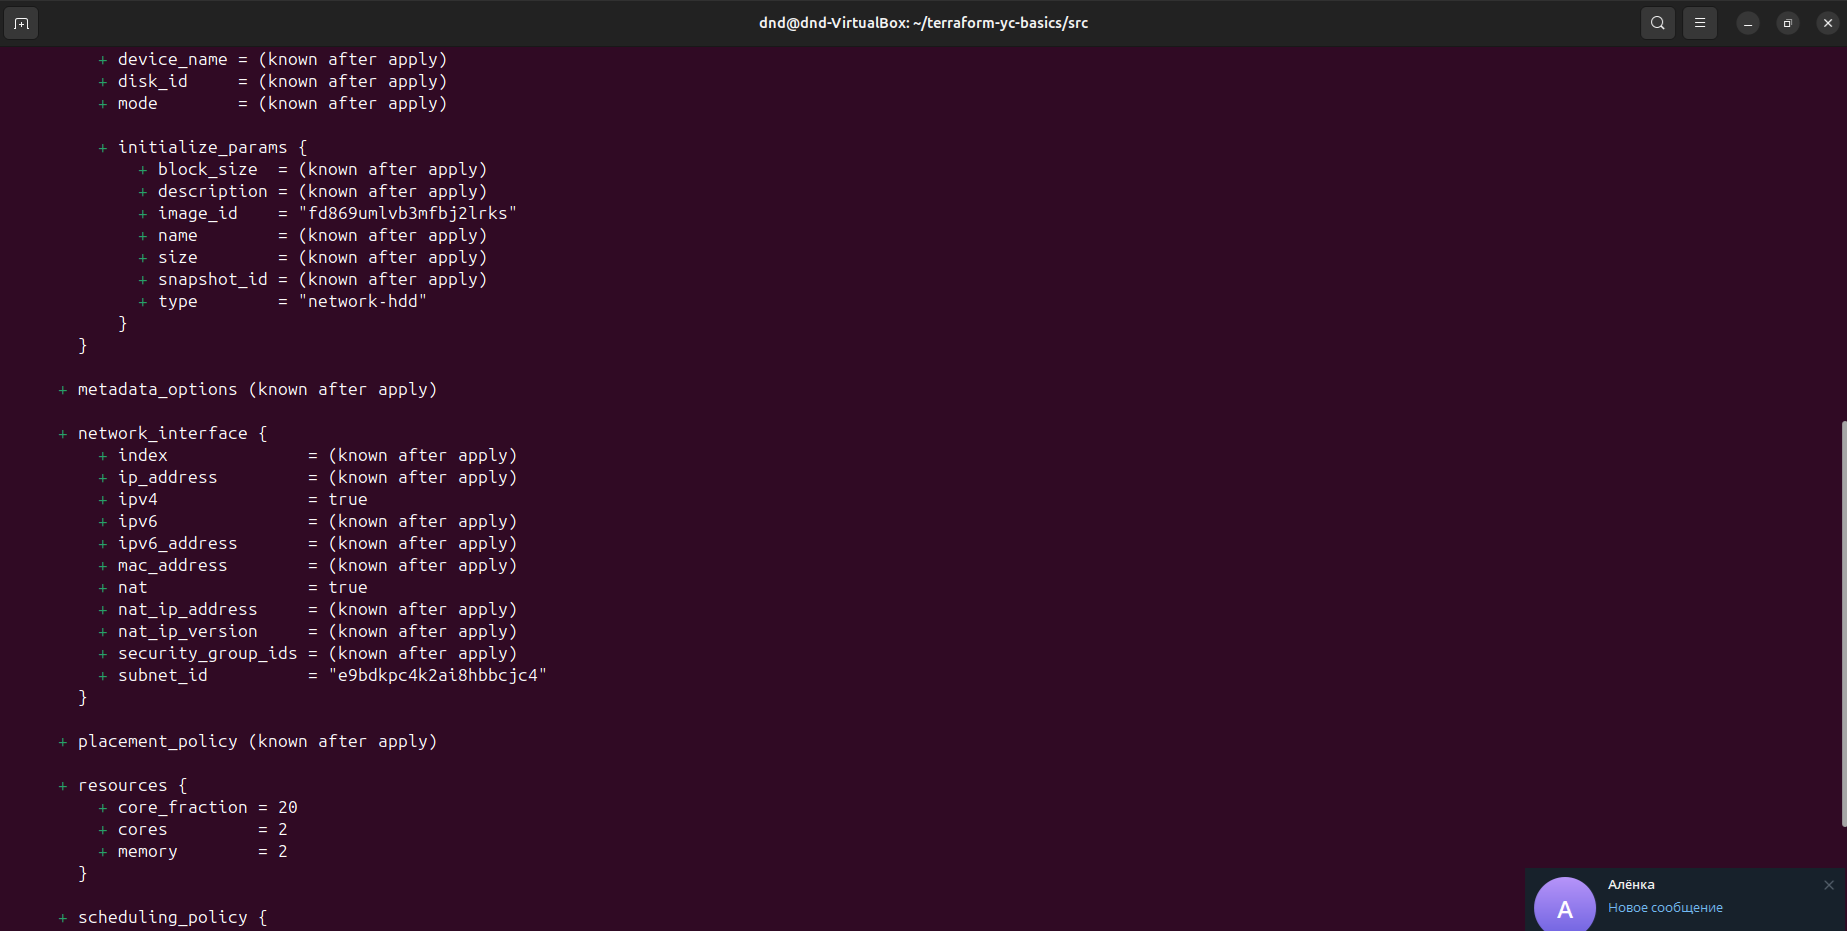 dnd@dnd-VirtualBox: ~/terraform-yc-basics/src
+ device_name = (known after apply)
+ disk_id     = (known after apply)
+ mode        = (known after apply)
+ initialize_params {
+ block_size  = (known after apply)
+ description = (known after apply)
+ image_id    = "fd869umlvb3mfbj2lrks"
+ name        = (known after apply)
+ size        = (known after apply)
+ snapshot_id = (known after apply)
+ type        = "network-hdd"
}
}
+ metadata_options (known after apply)
+ network_interface {
+ index              = (known after apply)
+ ip_address         = (known after apply)
+ ipv4               = true
+ ipv6               = (known after apply)
+ ipv6_address       = (known after apply)
+ mac_address        = (known after apply)
+ nat                = true
+ nat_ip_address     = (known after apply)
+ nat_ip_version     = (known after apply)
+ security_group_ids = (known after apply)
+ subnet_id          = "e9bdkpc4k2ai8hbbcjc4"
}
+ placement_policy (known after apply)
+ resources {
+ core_fraction = 20
+ cores         = 2
+ memory        = 2
}
+ scheduling_policy {
А
Алёнка
Новое сообщение